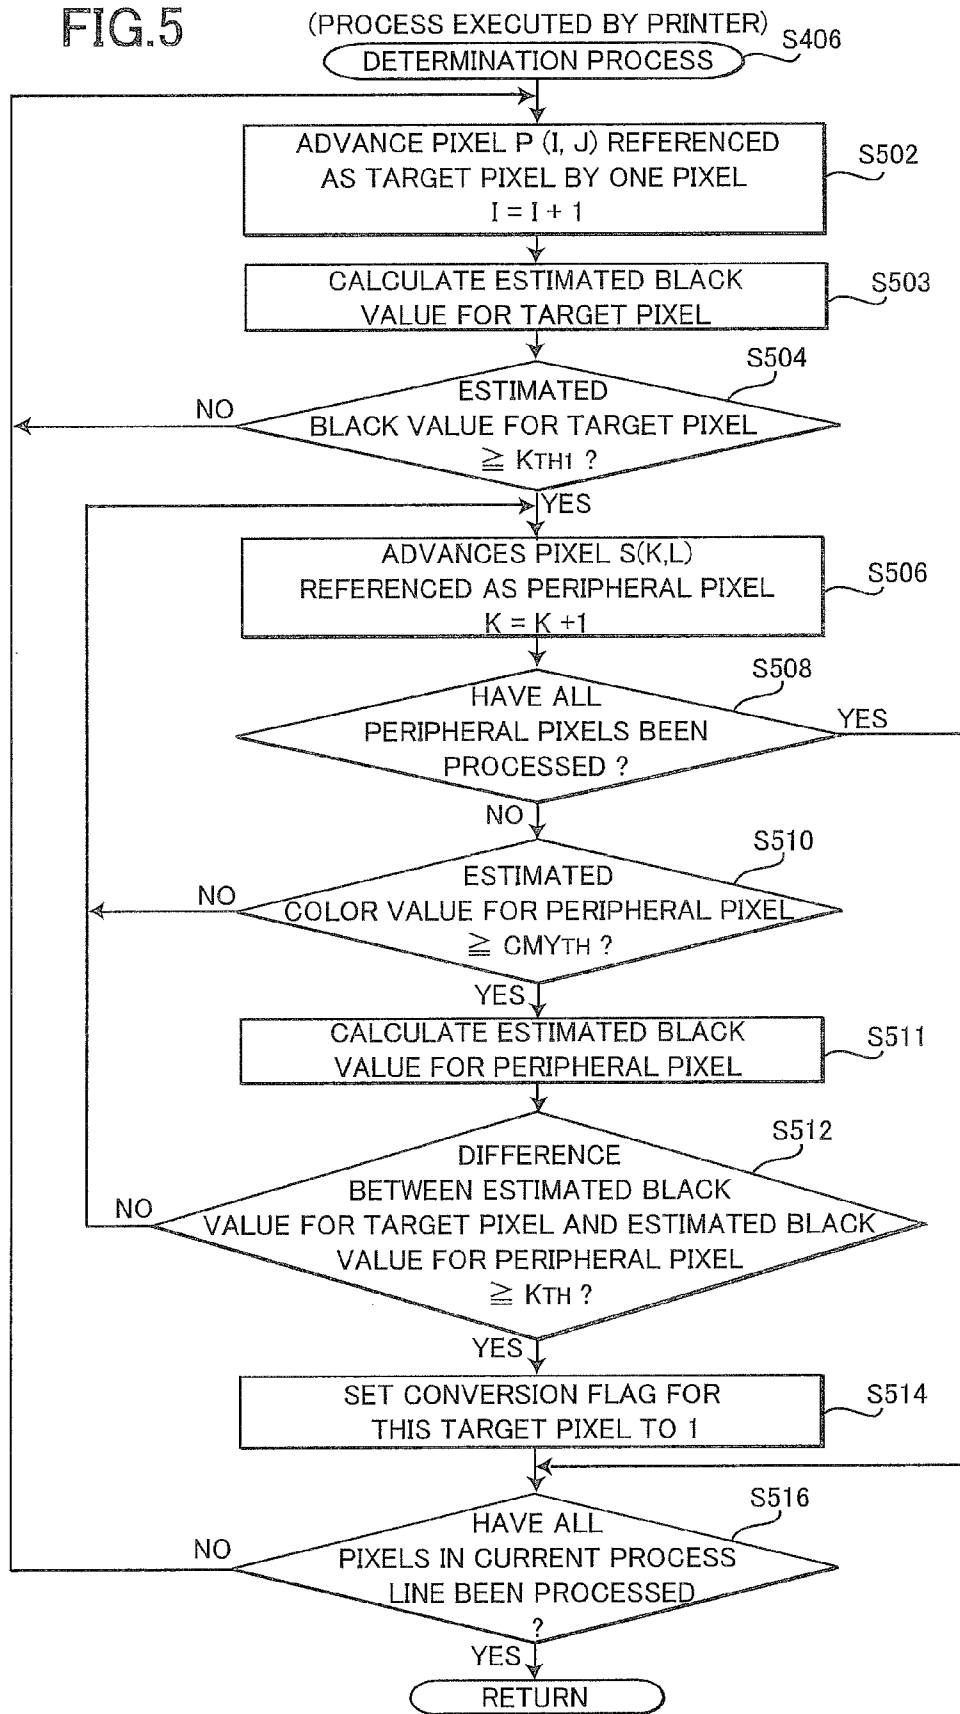 FIG.5
(PROCESS EXECUTED BY PRINTER)
DETERMINATION PROCESS
S406
ADVANCE PIXEL P (I, J) REFERENCED
AS TARGET PIXEL BY ONE PIXEL
I = I + 1
S502
CALCULATE ESTIMATED BLACK
VALUE FOR TARGET PIXEL
S503
S504
ESTIMATED
BLACK VALUE FOR TARGET PIXEL
≧ KTH1 ?
NO
YES
ADVANCES PIXEL S(K,L)
REFERENCED AS PERIPHERAL PIXEL
K = K +1
S506
S508
HAVE ALL
PERIPHERAL PIXELS BEEN
PROCESSED ?
YES
NO
S510
ESTIMATED
COLOR VALUE FOR PERIPHERAL PIXEL
≧ CMYTH ?
NO
YES
CALCULATE ESTIMATED BLACK
VALUE FOR PERIPHERAL PIXEL
S511
S512
DIFFERENCE
BETWEEN ESTIMATED BLACK
VALUE FOR TARGET PIXEL AND ESTIMATED BLACK
VALUE FOR PERIPHERAL PIXEL
≧ KTH ?
NO
YES
SET CONVERSION FLAG FOR
THIS TARGET PIXEL TO 1
S514
S516
HAVE ALL
PIXELS IN CURRENT PROCESS
LINE BEEN PROCESSED
?
NO
YES
RETURN